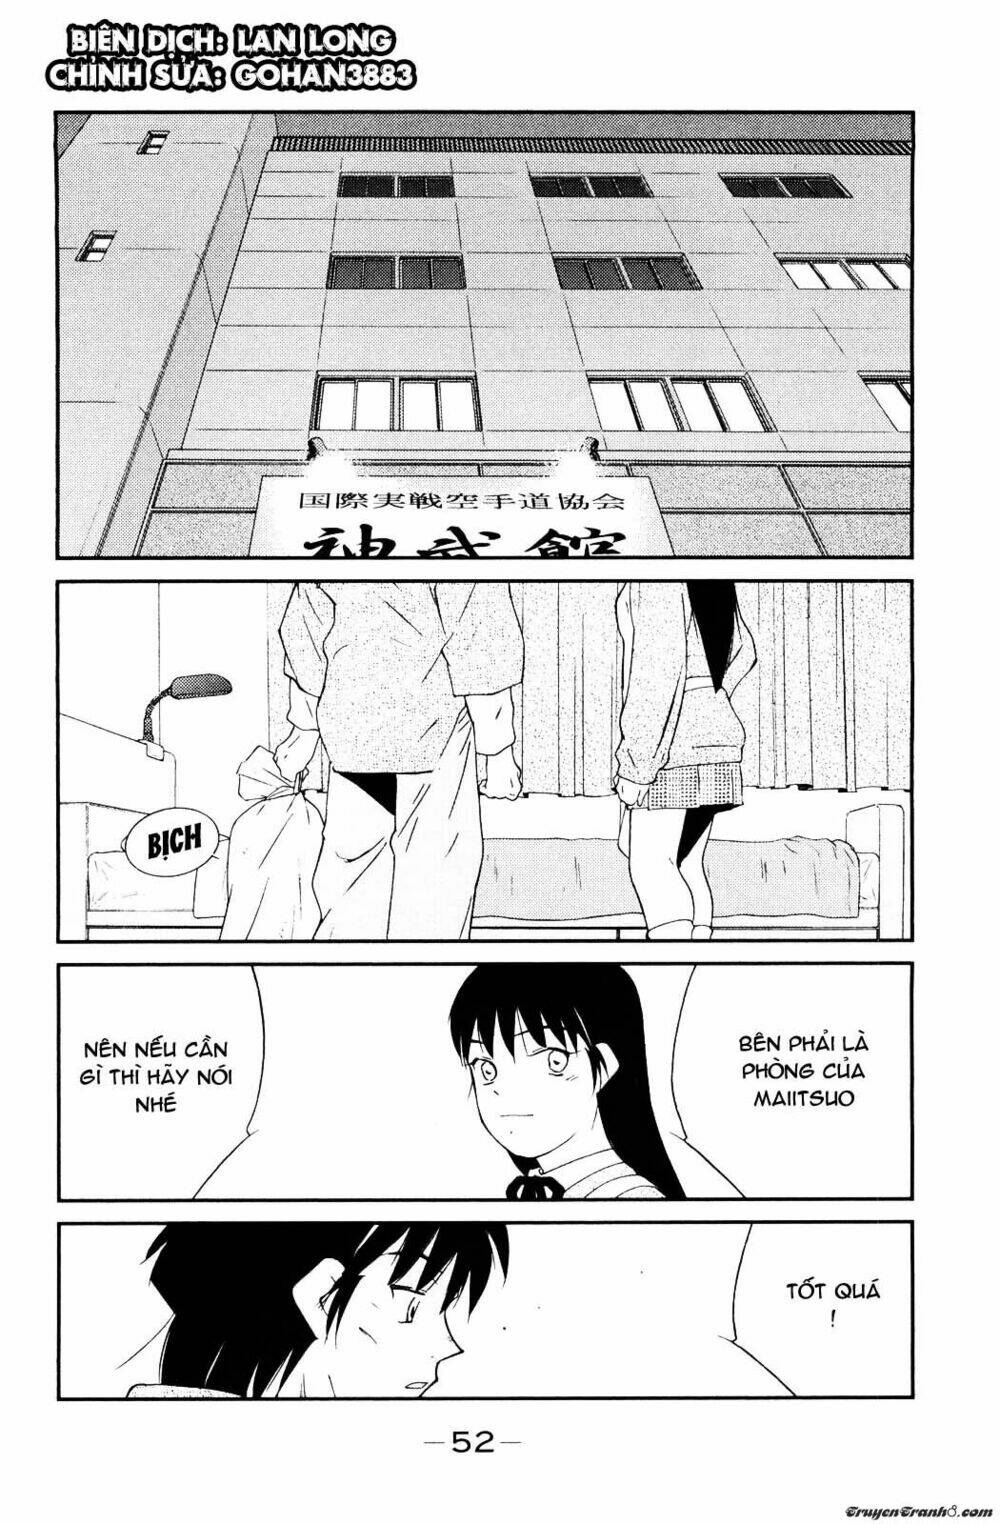 BIÊN DỊCH: LAN LONG
CHỈNH SỬA: GOHAN3883
国際実戦空手道協会
神武館
BỊCH
BÊN PHẢI LÀ
PHÒNG CỦA
MAIITSUO
NÊN NẾU CẦN
GÌ THÌ HÃY NÓI
NHÉ
TỐT QUÁ
!
-52-
TruyenTranh8.com